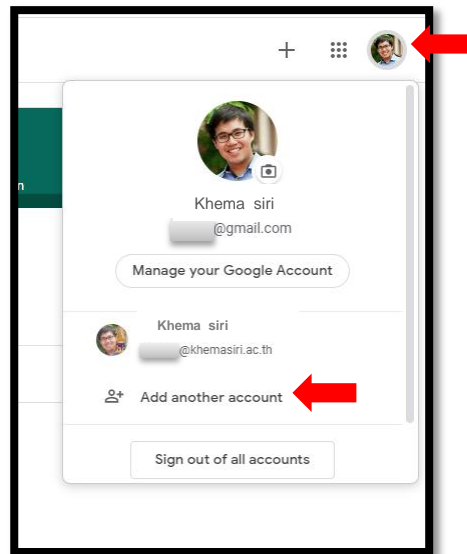 n
Khema siri
@gmail.com
Manage your Google Account
Khema siri
@khemasiri.ac.th
Add another account
Sign out of all accounts